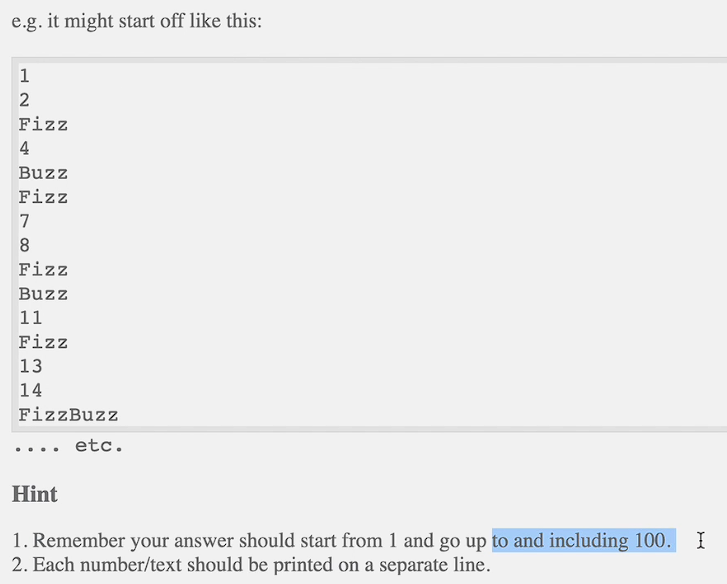 e.g. it might start off like this:
1
2
Fizz
4
Buzz
Fizz
7
8
Fizz
Buzz
11
Fizz
13
14
FizzBuzz
.... etc.
Hint
1. Remember your answer should start from 1 and go up to and including 100.
2. Each number/text should be printed on a separate line.